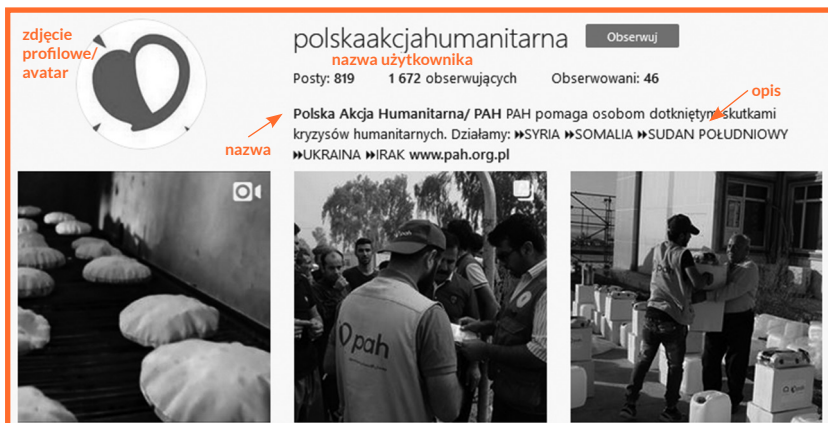 zdjęcie
profilowe/
avatar
polskaakcjahumanitarna
Obserwuj
nazwa użytkownika
Posty: 819 1 672 obserwujących Obserwowani: 46
opis
Polska Akcja Humanitarna/ PAH PAH pomaga osobom dotkniętym skutkami
kryzysów humanitarnych. Działamy: ⏩SYRIA ⏩SOMALIA ⏩SUDAN POŁUDNIOWY
nazwa
⏩UKRAINA ⏩IRAK www.pah.org.pl
pah